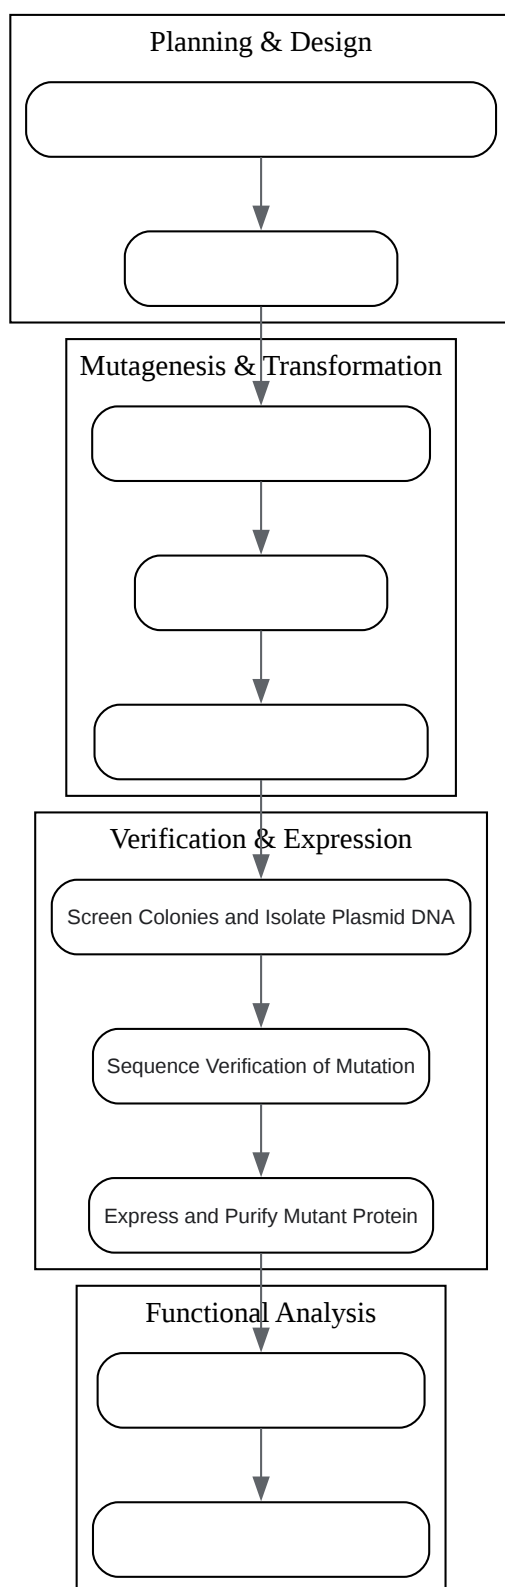 Planning & Design
Mutagenesis & Transformation
Verification & Expression
Screen Colonies and Isolate Plasmid DNA
Sequence Verification of Mutation
Express and Purify Mutant Protein
Functional Analysis